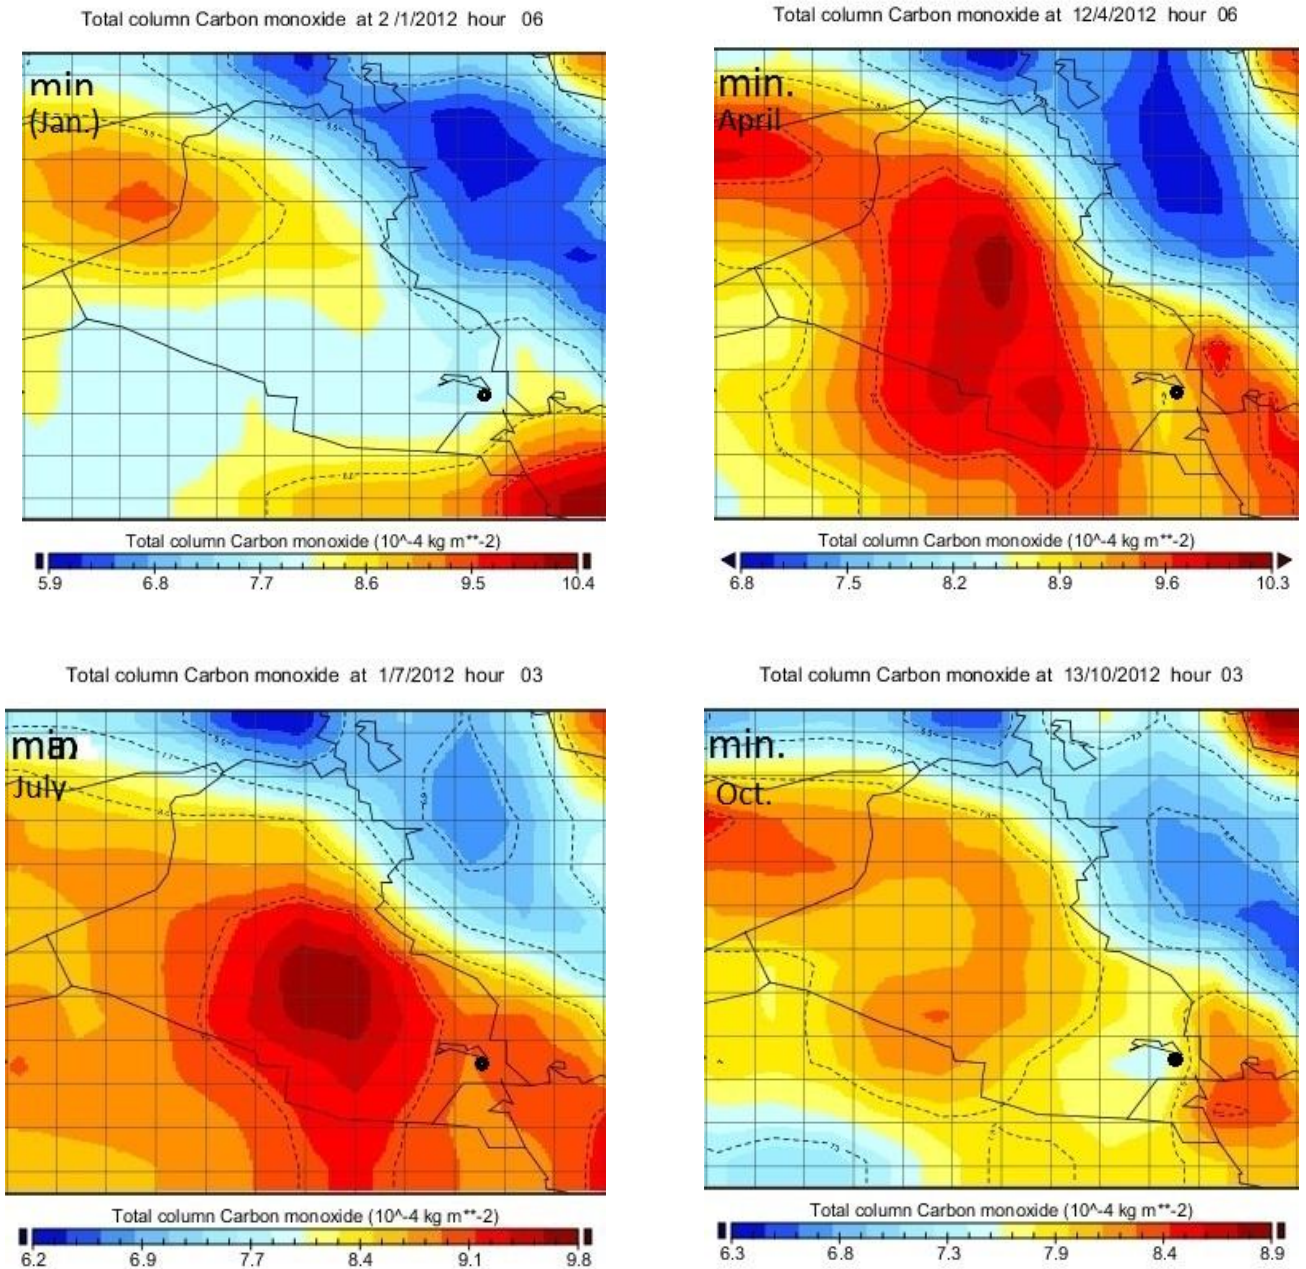 Total column Carbon monoxide at 2 /1/2012 hour 06
min
(Jan.)
Total column Carbon monoxide (10^-4 kg m**-2)
5.9 6.8 7.7 8.6 9.5 10.4
Total column Carbon monoxide at 12/4/2012 hour 06
min.
April
Total column Carbon monoxide (10^-4 kg m**-2)
6.8 7.5 8.2 8.9 9.6 10.3
Total column Carbon monoxide at 1/7/2012 hour 03
July
Total column Carbon monoxide (10^-4 kg m**-2)
6.2 6.9 7.7 8.4 9.1 9.8
Total column Carbon monoxide at 13/10/2012 hour 03
min.
Oct.
Total column Carbon monoxide (10^-4 kg m**-2)
6.3 6.8 7.3 7.9 8.4 8.9